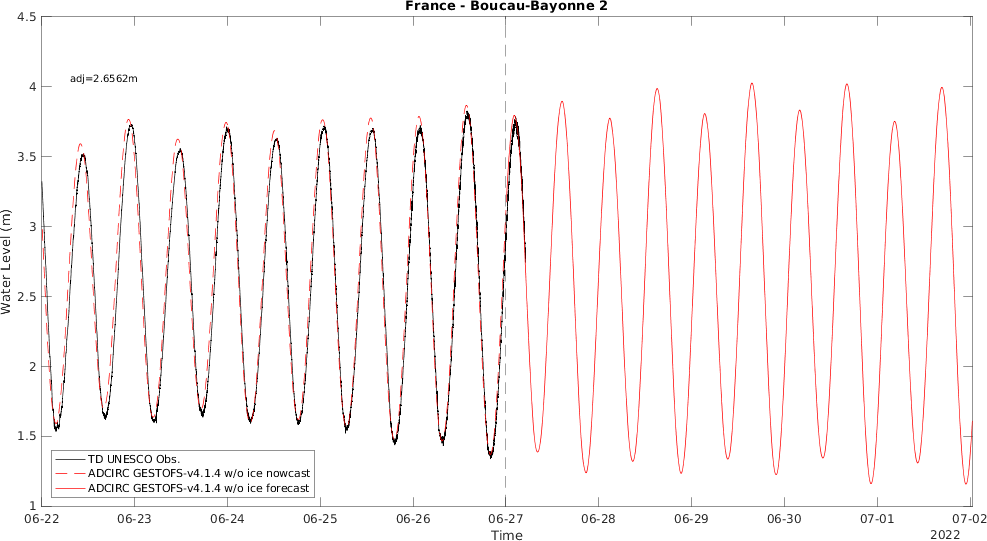 France - Boucau-Bayonne 2
adj=2.6562m
Water Level (m)
4.5
4
3.5
3
2.5
2
1.5
1
TD UNESCO Obs.
ADCIRC GESTOFS-v4.1.4 w/o ice nowcast
ADCIRC GESTOFS-v4.1.4 w/o ice forecast
06-22 06-23 06-24 06-25 06-26 06-27 06-28 06-29 06-30 07-01 07-02
Time
2022